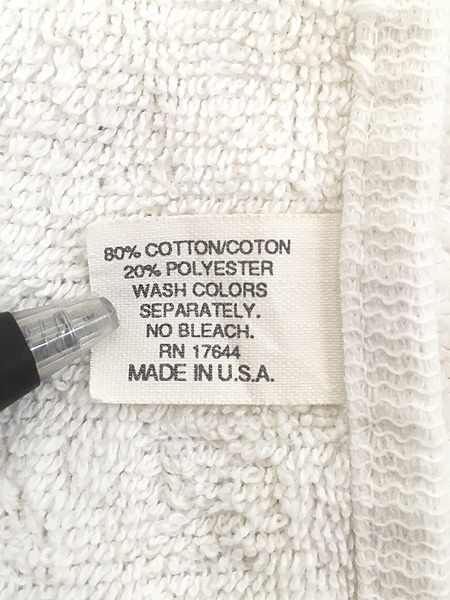 80% COTTON/COTON
20% POLYESTER
WASH COLORS
SEPARATELY.
NO BLEACH.
RN 17644
MADE IN U.S.A.